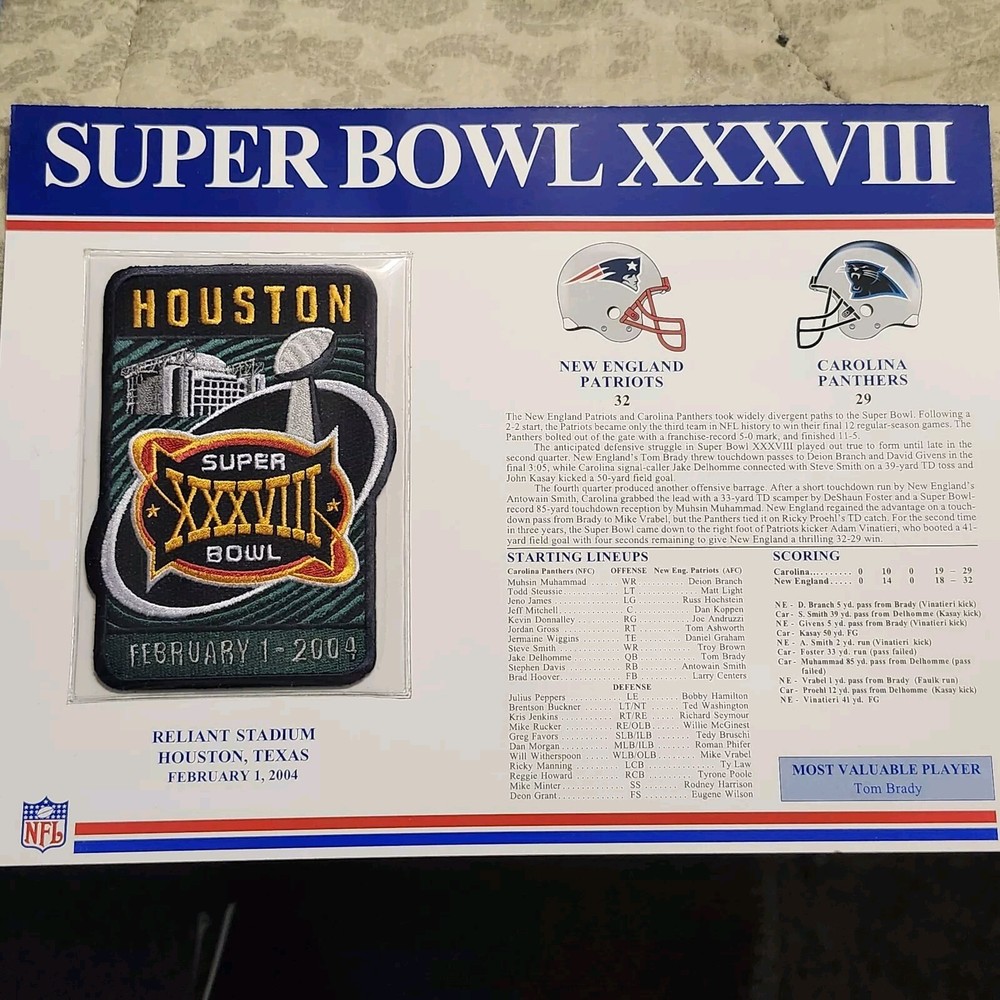 SUPER BOWL XXXVIII
HOUSTON
SUPER
XXXVIII
BOWL
FEBRUARY 1 - 2004
RELIANT STADIUM
HOUSTON, TEXAS
FEBRUARY 1, 2004
NEW ENGLAND
PATRIOTS
32
CAROLINA
PANTHERS
29
The New England Patriots and Carolina Panthers took widely divergent paths to the Super Bowl. Following a
2-2 start, the Patriots became only the third team in NFL history to win their final 12 regular-season games. The
Panthers bolted out of the gate with a franchise-record 5-0 mark, and finished 11-5.
The anticipated defensive struggle in Super Bowl XXXVIII played out true to form until late in the
second quarter. New England's Tom Brady threw touchdown passes to Deion Branch and David Givens in the
final 3:05, while Carolina signal-caller Jake Delhomme connected with Steve Smith on a 39-yard TD toss and
John Kasay kicked a 50-yard field goal.
The fourth quarter produced another offensive barrage. After a short touchdown run by New England's
Antowain Smith, Carolina grabbed the lead with a 33-yard TD scamper by DeShaun Foster and a Super Bowl-
record 85-yard touchdown reception by Muhsin Muhammad. New England regained the advantage on a touch-
down pass from Brady to Mike Vrabel, but the Panthers tied it on Ricky Proehl's TD catch. For the second time
in three years, the Super Bowl came down to the right foot of Patriots kicker Adam Vinatieri, who booted a 41-
yard field goal with four seconds remaining to give New England a thrilling 32-29 win.
STARTING LINEUPS
Carolina Panthers (NFC) OFFENSE New Eng. Patriots (AFC)
Muhsin Muhammad ...... WR ............ Deion Branch
Todd Steussie ............ LT ............ Matt Light
Jeno James ............ LG ............ Russ Hochstein
Jeff Mitchell ............ C ............ Dan Koppen
Kevin Donnalley ............ RG ............ Joe Andruzzi
Jordan Gross ............ RT ............ Tom Ashworth
Jermaine Wiggins ............ TE ............ Daniel Graham
Steve Smith ............ WR ............ Troy Brown
Jake Delhomme ............ QB ............ Tom Brady
Stephen Davis ............ RB ............ Antowain Smith
Brad Hoover ............ FB ............ Larry Centers
DEFENSE
Julius Peppers ............ LE ............ Bobby Hamilton
Brentson Buckner ............ LT/NT ............ Ted Washington
Kris Jenkins ............ RT/RE ............ Richard Seymour
Mike Rucker ............ RE/OLB ............ Willie McGinest
Greg Favors ............ SLB/ILB ............ Tedy Bruschi
Dan Morgan ............ MLB/ILB ............ Roman Phifer
Will Witherspoon ............ WLB/OLB ............ Mike Vrabel
Ricky Manning ............ LCB ............ Ty Law
Reggie Howard ............ RCB ............ Tyrone Poole
Mike Minter ............ SS ............ Rodney Harrison
Deon Grant ............ FS ............ Eugene Wilson
SCORING
Carolina..... 0 10 0 19 – 29
New England.... 0 14 0 18 – 32
NE - D. Branch 5 yd. pass from Brady (Vinatieri kick)
Car - S. Smith 39 yd. pass from Delhomme (Kasay kick)
NE - Givens 5 yd. pass from Brady (Vinatieri kick)
Car - Kasay 50 yd. FG
NE - A. Smith 2 yd. run (Vinatieri kick)
Car - Foster 33 yd. run (pass failed)
Car - Muhammad 85 yd. pass from Delhomme (pass
failed)
NE - Vrabel 1 yd. pass from Brady (Faulk run)
Car - Proehl 12 yd. pass from Delhomme (Kasay kick)
NE - Vinatieri 41 yd. FG
MOST VALUABLE PLAYER
Tom Brady
NFL